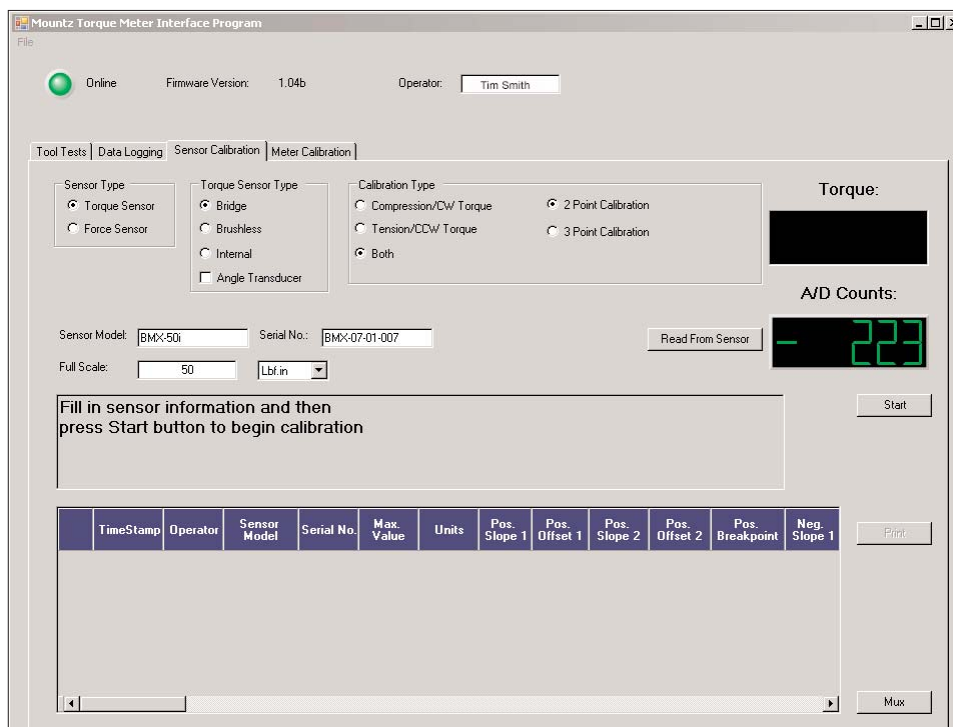 Mountz Torque Meter Interface Program
File
Online Firmware Version: 1.04b Operator: Tim Smith
Tool Tests Data Logging Sensor Calibration Meter Calibration
Sensor Type
Torque Sensor
Force Sensor
Torque Sensor Type
Bridge
Brushless
Internal
Angle Transducer
Calibration Type
Compression/CW Torque
Tension/CCW Torque
Both
2 Point Calibration
3 Point Calibration
Torque:
A/D Counts:
- 223
Sensor Model: BMX-50i Serial No.: BMX-07-01-007 Read From Sensor
Full Scale: 50 Lbf.in
Fill in sensor information and then
press Start button to begin calibration
Start
TimeStamp Operator Sensor Model Serial No. Max. Value Units Pos. Slope 1 Pos. Offset 1 Pos. Slope 2 Pos. Offset 2 Pos. Breakpoint Neg. Slope 1
Print
Mux